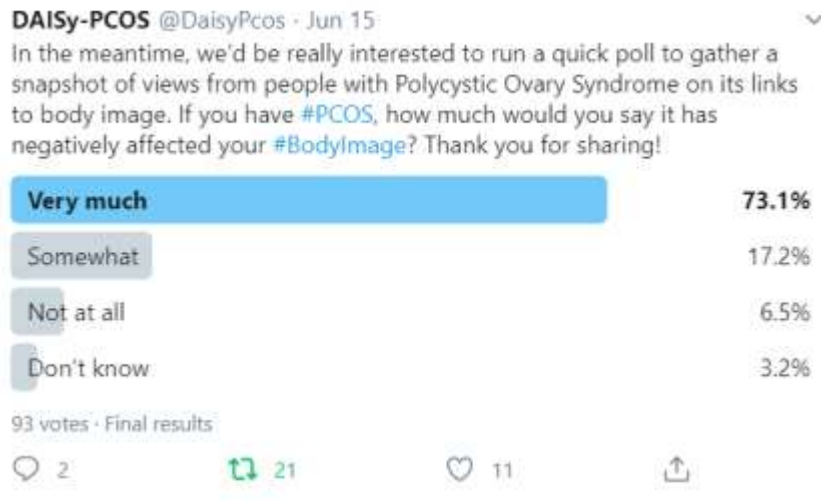 DAISy-PCOS @DaisyPcos · Jun 15
In the meantime, we'd be really interested to run a quick poll to gather a
snapshot of views from people with Polycystic Ovary Syndrome on its links
to body image. If you have #PCOS, how much would you say it has
negatively affected your #BodyImage? Thank you for sharing!
Very much 73.1%
Somewhat 17.2%
Not at all 6.5%
Don't know 3.2%
93 votes · Final results
2 21 11